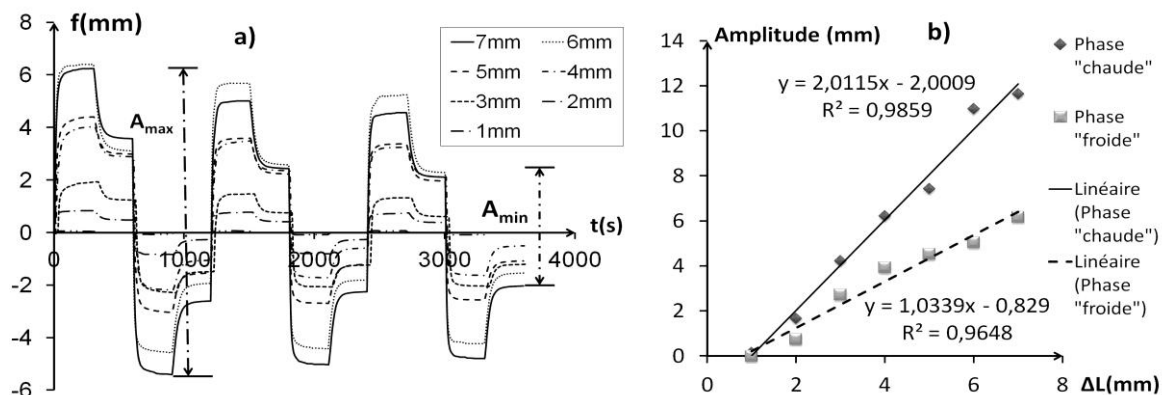 f(mm)
a)
8
6
4
2
0
-2
-4
-6
0
1000
2000
3000
4000
t(s)
A max
A min
7mm
6mm
5mm
4mm
3mm
2mm
1mm
Amplitude (mm)
b)
14
12
10
8
6
4
2
0
0
2
4
6
8
ΔL(mm)
y = 2,0115x - 2,0009
R² = 0,9859
y = 1,0339x - 0,829
R² = 0,9648
Phase
"chaude"
Phase
"froide"
Linéaire
(Phase
"chaude")
Linéaire
(Phase
"froide")